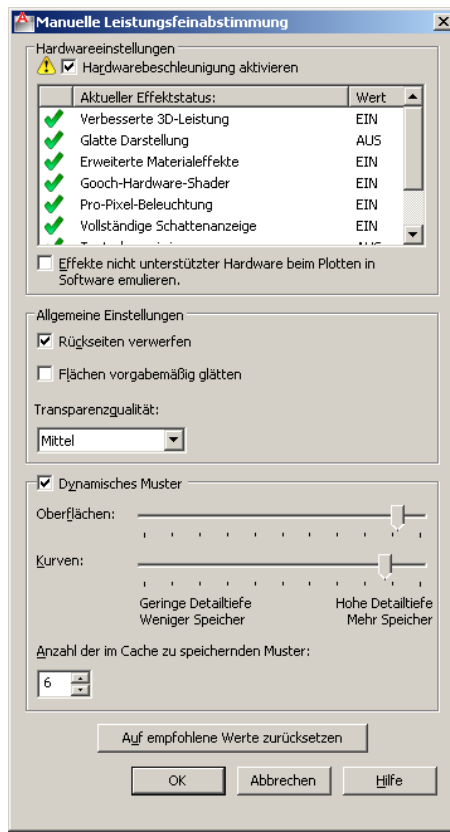 Manuelle Leistungsfeinabstimmung
Hardwareeinstellungen
Hardwarebeschleunigung aktivieren
Aktueller Effektstatus: Wert
Verbesserte 3D-Leistung EIN
Glatte Darstellung AUS
Erweiterte Materialeffekte EIN
Gooch-Hardware-Shader EIN
Pro-Pixel-Beleuchtung EIN
Vollständige Schattenanzeige EIN
Effekte nicht unterstützter Hardware beim Plotten in
Software emulieren.
Allgemeine Einstellungen
Rückseiten verwerfen
Flächen vorgabemäßig glätten
Transparenzqualität:
Mittel
Dynamisches Muster
Oberflächen:
Kurven:
Geringe Detailtiefe Hohe Detailtiefe
Weniger Speicher Mehr Speicher
Anzahl der im Cache zu speichernden Muster:
6
Auf empfohlene Werte zurücksetzen
OK Abbrechen Hilfe